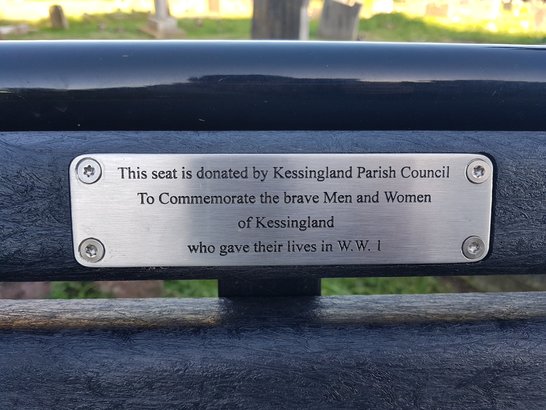 This seat is donated by Kessingland Parish Council
To Commemorate the brave Men and Women
of Kessingland
who gave their lives in W.W. 1